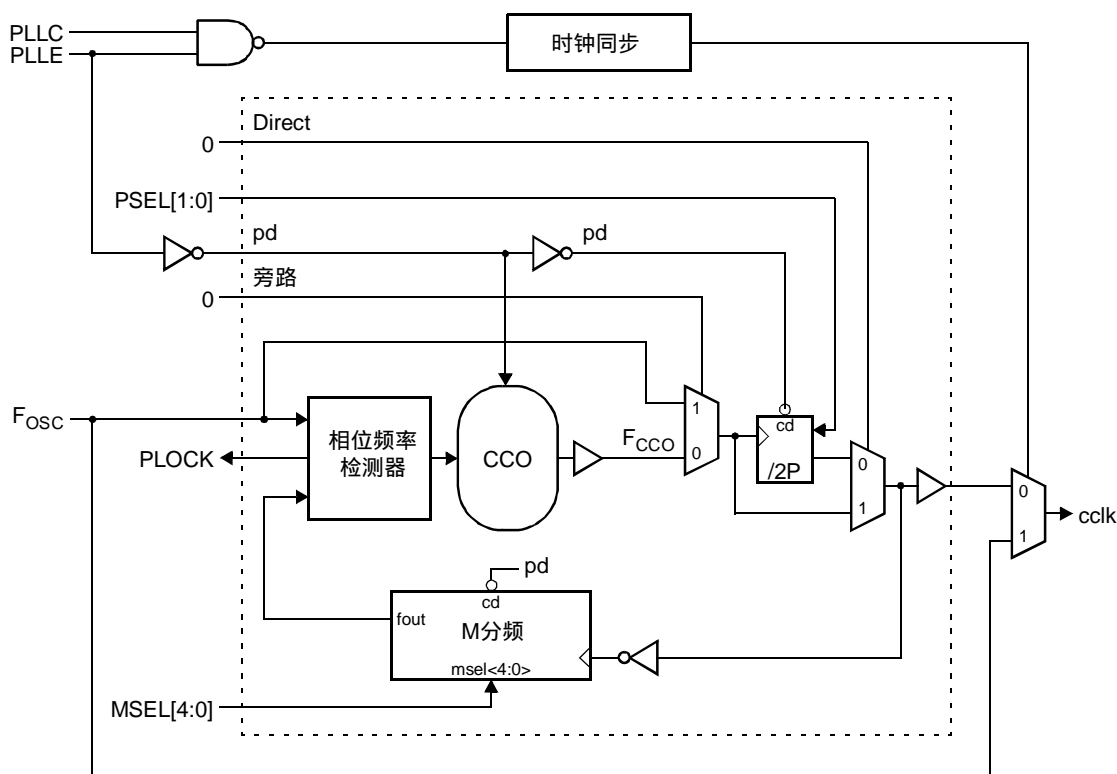 PLLC
PLLE
时钟同步
Direct
0
PSEL[1:0]
pd
pd
旁路
0
FOSC
相位频率
检测器
PLOCK
CCO
FCCO
1
0
cd
/2P
0
1
0
1
cclk
pd
cd
fout
M分频
msel<4:0>
MSEL[4:0]